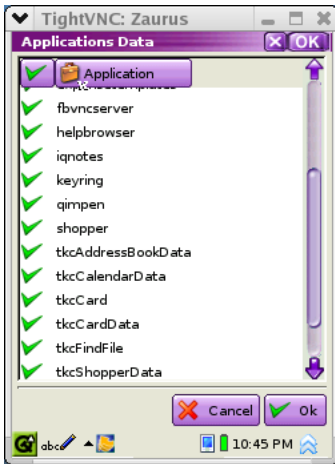 TightVNC: Zaurus
Applications Data
OK
Application
fbvncserver
helpbrowser
iqnotes
keyring
qimpen
shopper
tkcAddressBookData
tkcCalendarData
tkcCard
tkcCardData
tkcFindFile
tkcShopperData
Cancel
Ok
abc
10:45 PM